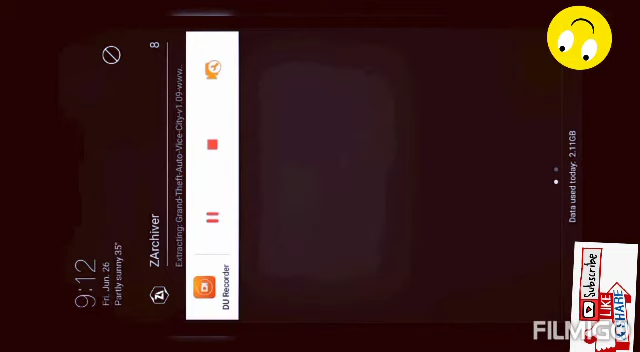 9:12
Fri, Jun. 26
Partly sunny 35°
ZArchiver
8
Extracting: Grand-Theft-Auto-Vice-City-v1.09-www..
DU Recorder
Data used today: 2.11GB
Subscribe
LIKE
SHARE
FILMIGO